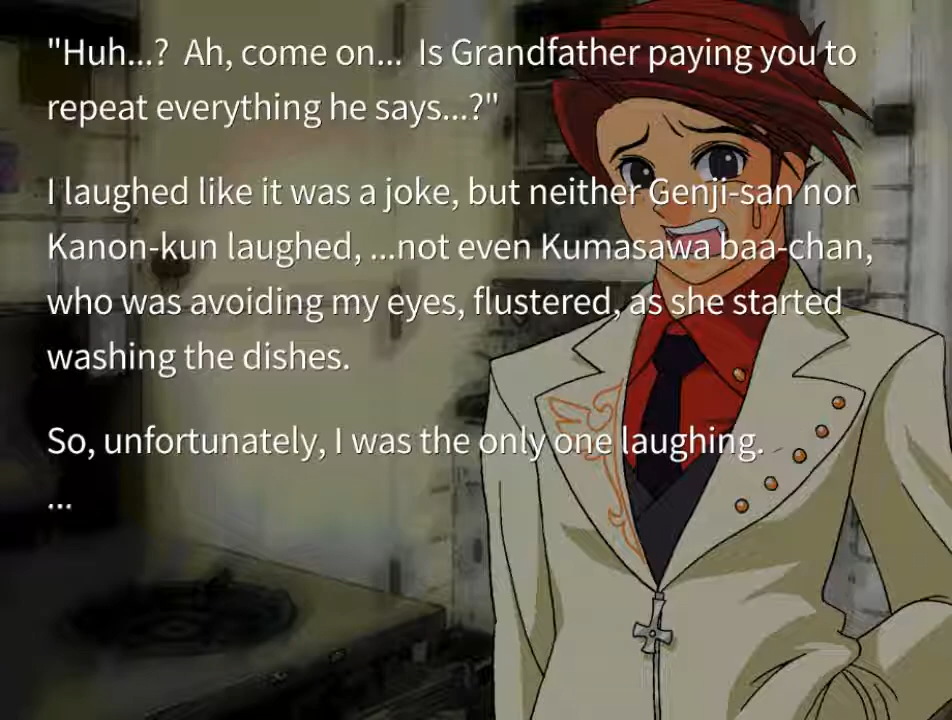 "Huh...?  Ah, come on...  Is Grandfather paying you to
repeat everything he says...?"
I laughed like it was a joke, but neither Genji-san nor
Kanon-kun laughed, ...not even Kumasawa baa-chan,
who was avoiding my eyes, flustered, as she started
washing the dishes.
So, unfortunately, I was the only one laughing.
...